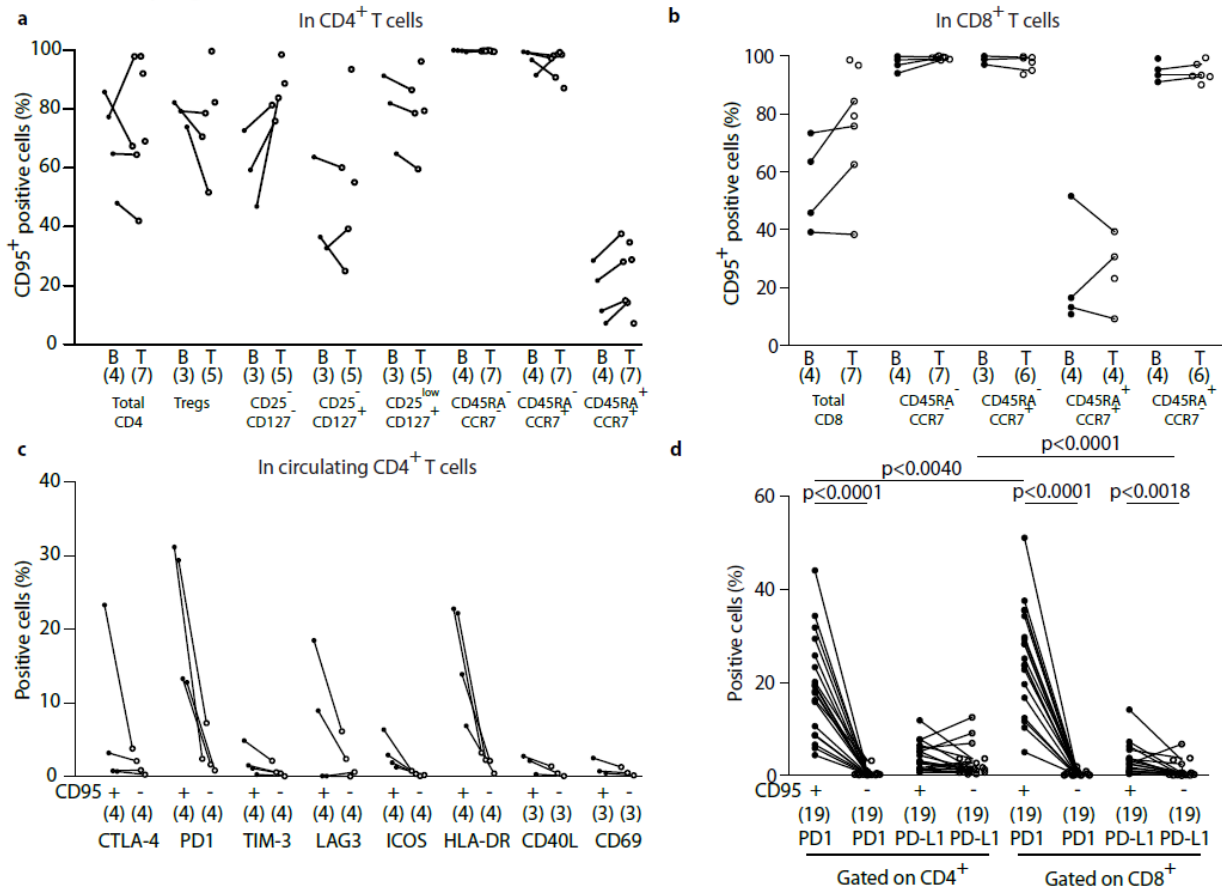 a
In CD4+ T cells
CD95+ positive cells (%)
100
80
60
40
20
0
B T B T B T B T B T B T B T B T
(4) (7) (3) (5) (3) (5) (3) (5) (3) (5) (4) (7) (4) (7) (4) (7)
Total CD4
Tregs
CD25- CD127-
CD25- CD127+
CD25low CD127+
CD45RA- CCR7-
CD45RA- CCR7+
CD45RA+ CCR7+
b
In CD8+ T cells
CD95+ positive cells (%)
100
80
60
40
20
0
B T B T B T B T B T
(4) (7) (4) (7) (3) (6) (4) (4) (4) (6)
Total CD8
CD45RA- CCR7-
CD45RA- CCR7+
CD45RA+ CCR7+
CD45RA+ CCR7-
c
In circulating CD4+ T cells
Positive cells (%)
40
30
20
10
0
CD95 + - + - + - + - + - + - + - + -
(4) (4) (4) (4) (4) (4) (4) (4) (4) (4) (4) (4) (3) (3) (3) (3)
CTLA-4 PD1 TIM-3 LAG3 ICOS HLA-DR CD40L CD69
d
p<0.0001
p<0.0040
p<0.0001 p<0.0001 p<0.0018
Positive cells (%)
60
40
20
0
+ - + - + - + -
(19) (19) (19) (19) (19) (19) (19) (19)
PD1 PD1 PD-L1 PD-L1 PD1 PD1 PD-L1 PD-L1
Gated on CD4+ Gated on CD8+